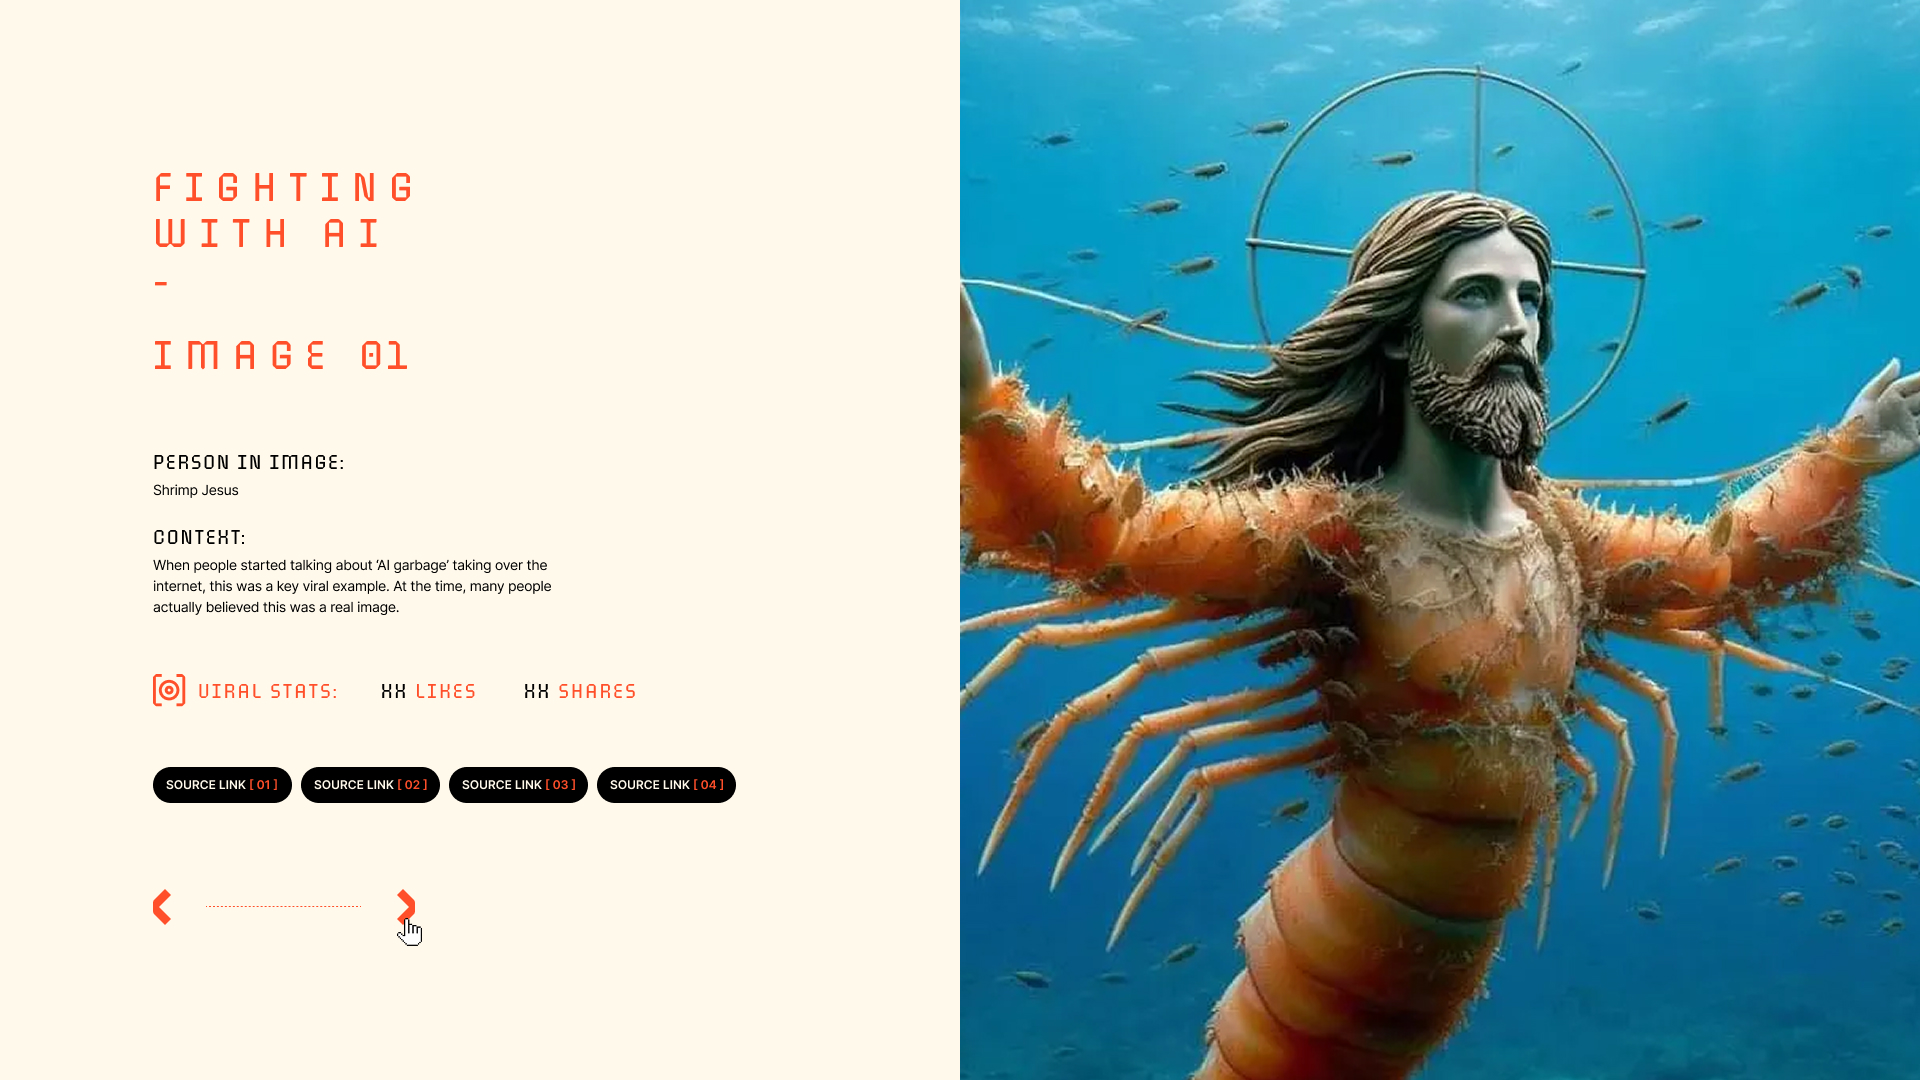 FIGHTING
WITH AI
-
IMAGE 01
PERSON IN IMAGE:
Shrimp Jesus
CONTEXT:
When people started talking about ‘AI garbage’ taking over the
internet, this was a key viral example. At the time, many people
actually believed this was a real image.
VIRAL STATS: XX LIKES XX SHARES
SOURCE LINK [ 01 ] SOURCE LINK [ 02 ] SOURCE LINK [ 03 ] SOURCE LINK [ 04 ]